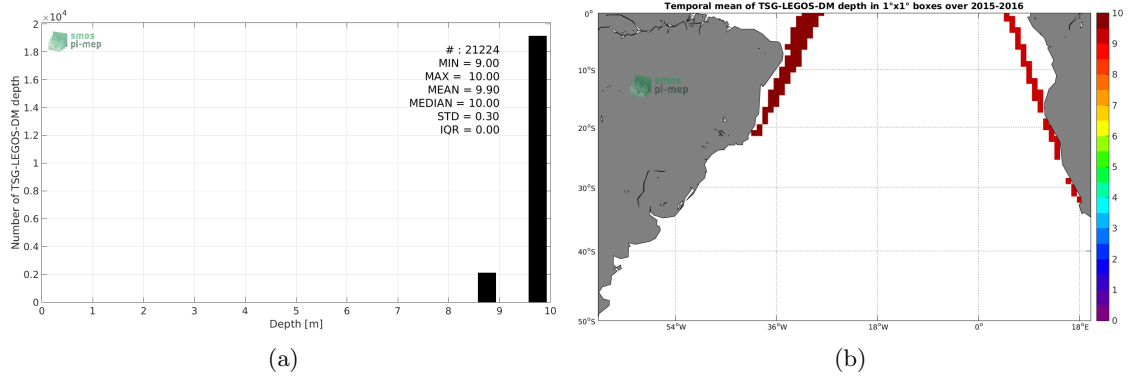 ×10^4
2
1.8
1.6
1.4
1.2
1
0.8
0.6
0.4
0.2
0
Number of TSG-LEGOS-DM depth
smos
pi-mep
# : 21224
MIN = 9.00
MAX = 10.00
MEAN = 9.90
MEDIAN = 10.00
STD = 0.30
IQR = 0.00
0 1 2 3 4 5 6 7 8 9 10
Depth [m]
(a)
Temporal mean of TSG-LEGOS-DM depth in 1°x1° boxes over 2015-2016
smos
pi-mep
0°
10°S
20°S
30°S
40°S
50°S
54°W 36°W 18°W 0° 18°E
10
9
8
7
6
5
4
3
2
1
0
(b)